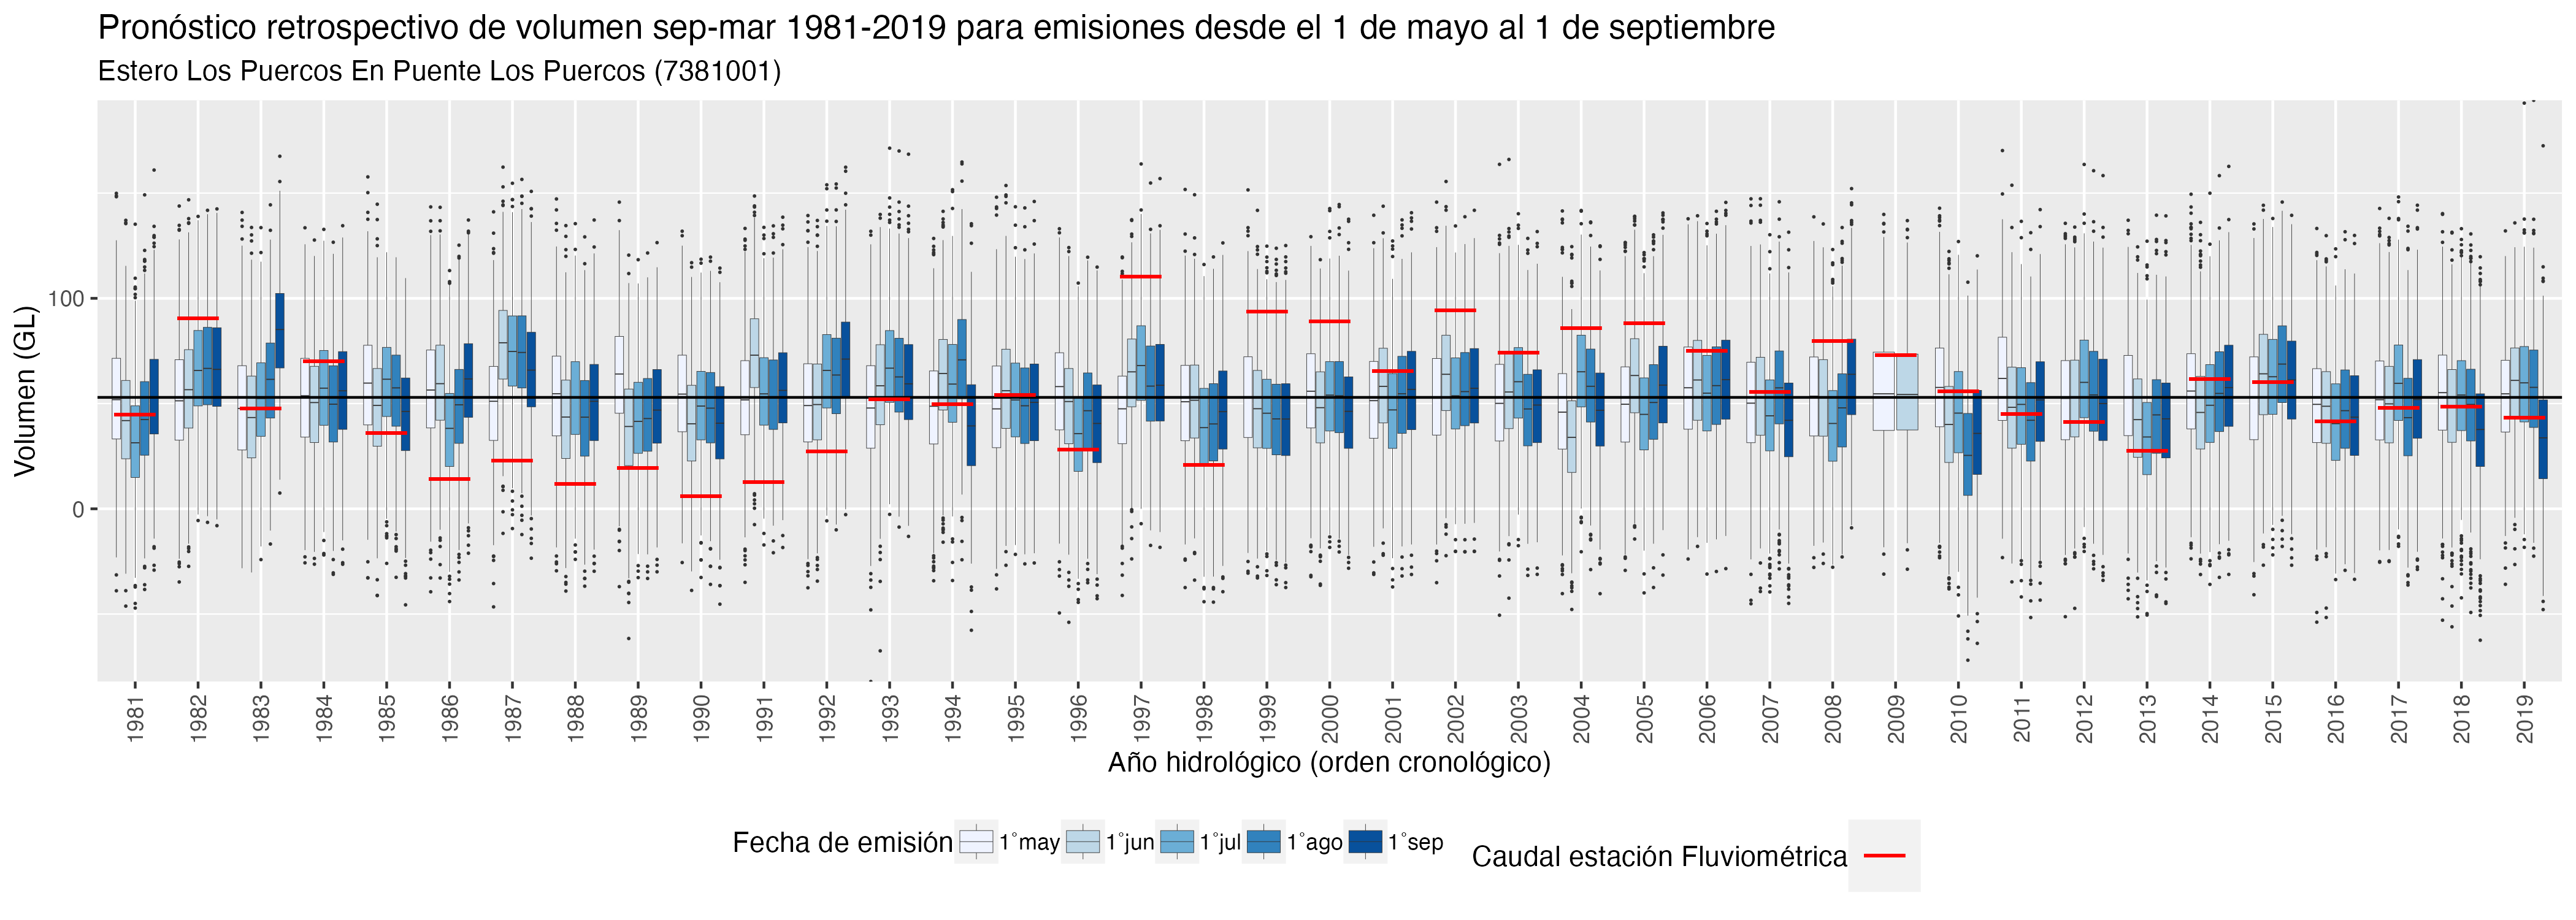 Pronóstico retrospectivo de volumen sep-mar 1981-2019 para emisiones desde el 1 de mayo al 1 de septiembre
Estero Los Puercos En Puente Los Puercos (7381001)
Volumen (GL)
100
0
1981 1982 1983 1984 1985 1986 1987 1988 1989 1990 1991 1992 1993 1994 1995 1996 1997 1998 1999 2000 2001 2002 2003 2004 2005 2006 2007 2008 2009 2010 2011 2012 2013 2014 2015 2016 2017 2018 2019
Año hidrológico (orden cronológico)
Fecha de emisión 1°may 1°jun 1°jul 1°ago 1°sep Caudal estación Fluviométrica